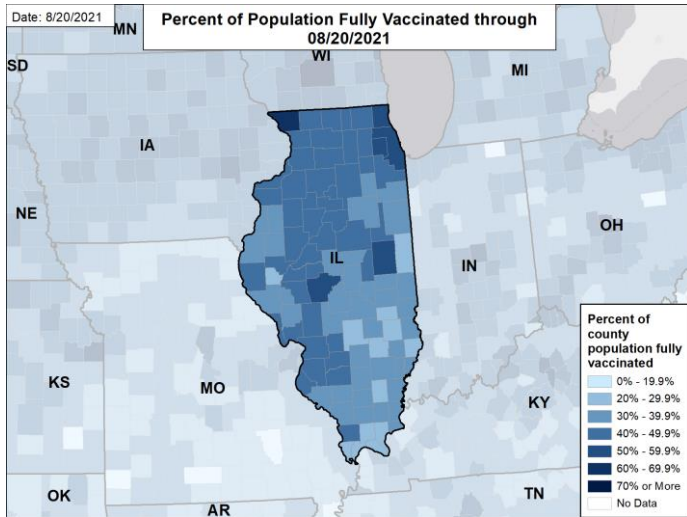 Date: 8/20/2021
Percent of Population Fully Vaccinated through
08/20/2021
MN
WI
SD
MI
IA
NE
OH
IL
IN
MO
KS
KY
OK
AR
TN
Percent of
county
population fully
vaccinated
0% - 19.9%
20% - 29.9%
30% - 39.9%
40% - 49.9%
50% - 59.9%
60% - 69.9%
70% or More
No Data